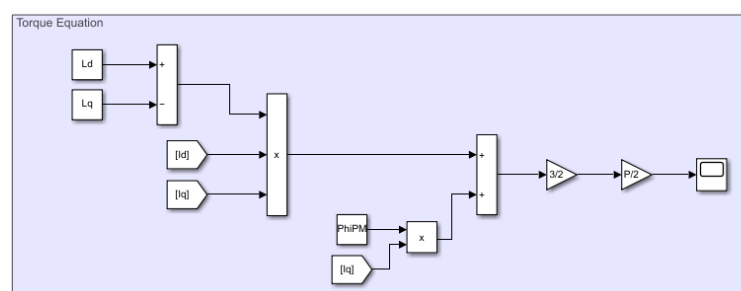 Torque Equation
Ld
+
Lq
−
[Id]
x
[Iq]
+
+
3/2
P/2
PhiPM
x
[Iq]